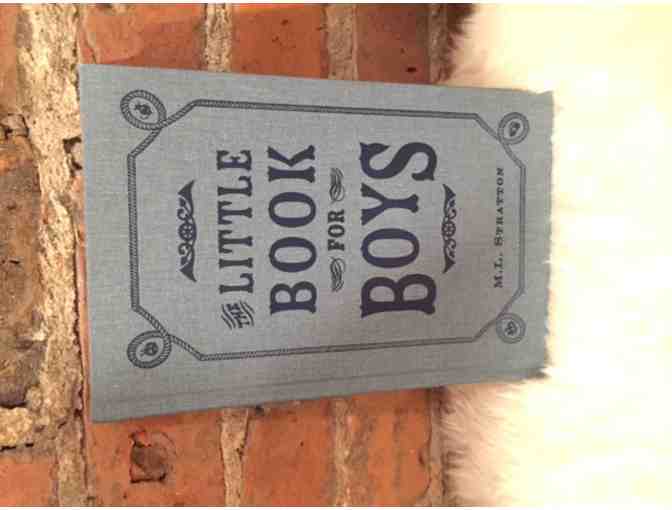 THE
LITTLE
BOOK
FOR
BOYS
M.L. STRATTON